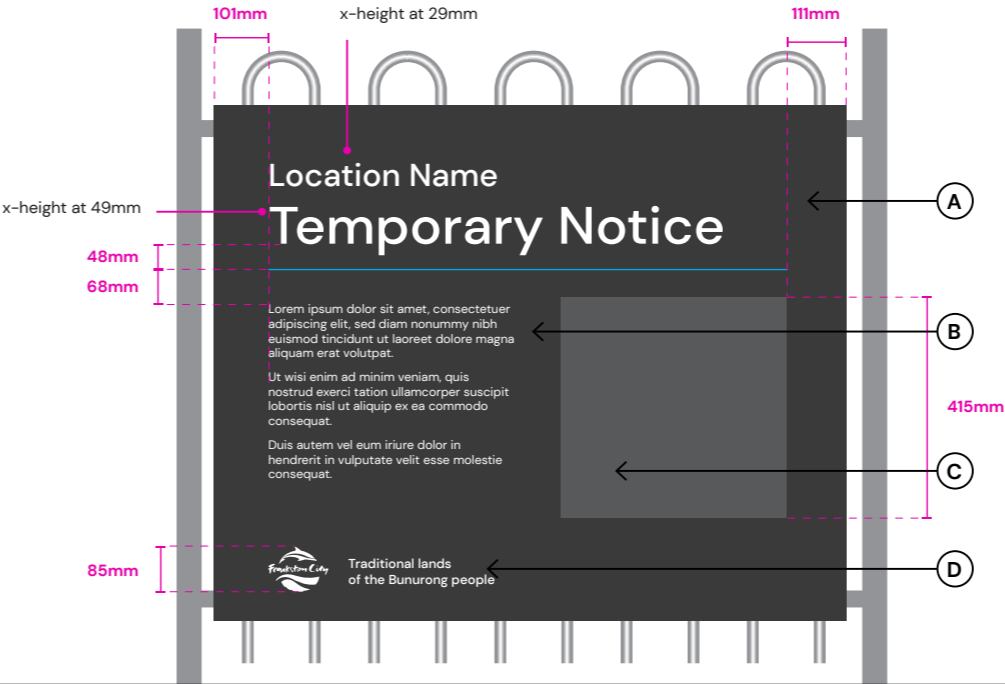 101mm
x-height at 29mm
111mm
Location Name
A
x-height at 49mm
Temporary Notice
48mm
68mm
Lorem ipsum dolor sit amet, consectetuer
adipiscing elit, sed diam nonummy nibh
euismod tincidunt ut laoreet dolore magna
aliquam erat volutpat.
B
Ut wisi enim ad minim veniam, quis
nostrud exerci tation ullamcorper suscipit
lobortis nisl ut aliquip ex ea commodo
consequat.
415mm
Duis autem vel eum iriure dolor in
hendrerit in vulputate velit esse molestie
consequat.
C
85mm
Frankston City
Traditional lands
of the Bunurong people
D